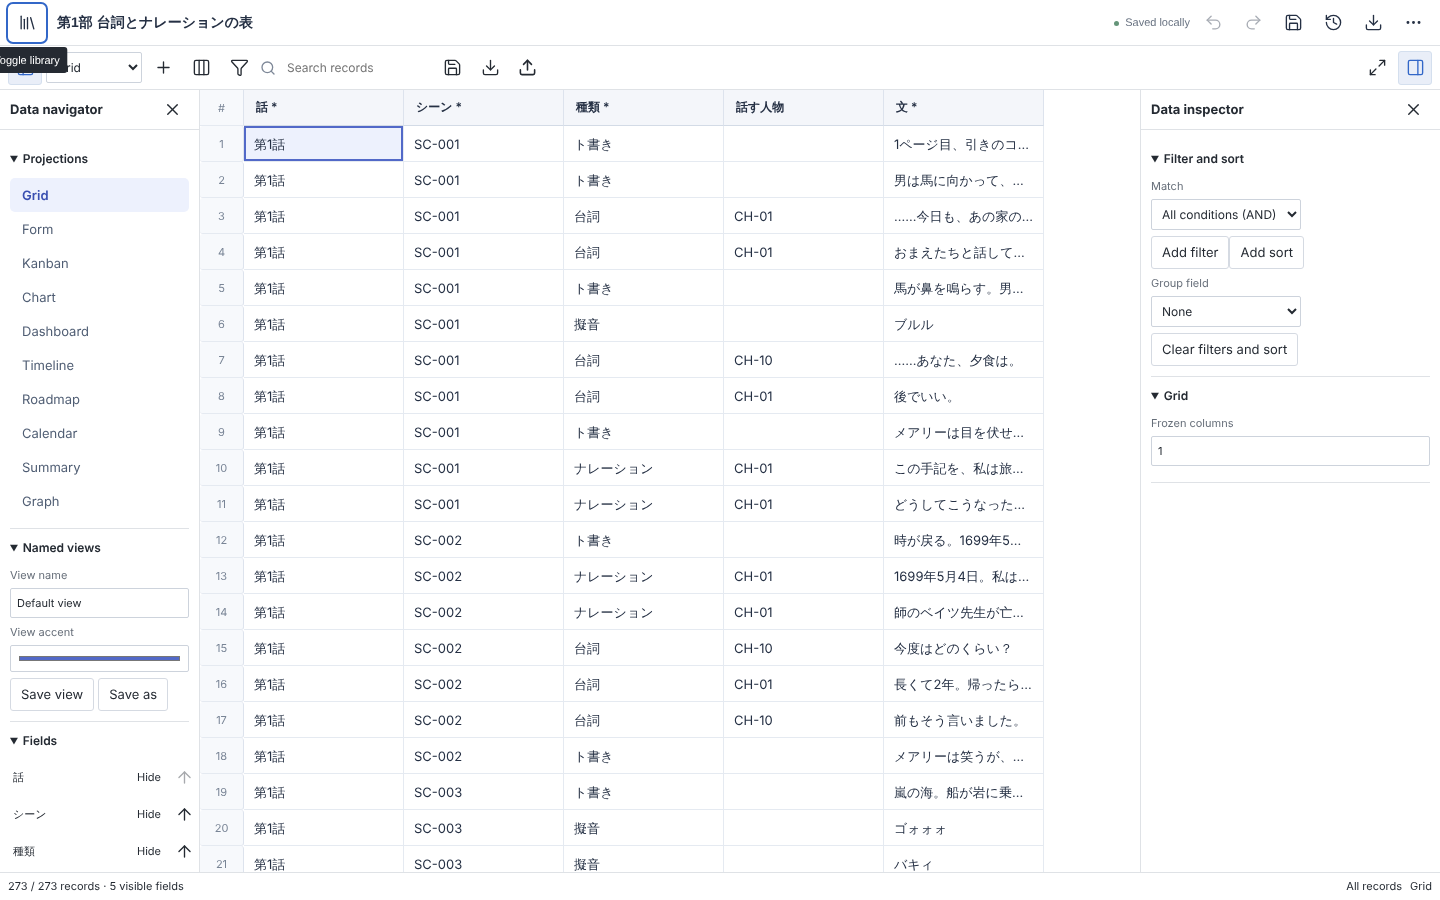 第1部 台詞とナレーションの表
Saved locally
Toggle library
Search records
Data navigator
Projections
Grid
Form
Kanban
Chart
Dashboard
Timeline
Roadmap
Calendar
Summary
Graph
Named views
View name
Default view
View accent
Save view Save as
Fields
話 Hide
シーン Hide
種類 Hide
# 話 * シーン * 種類 * 話す人物 文 *
1 第1話 SC-001 ト書き 1ページ目、引きのコ...
2 第1話 SC-001 ト書き 男は馬に向かって、...
3 第1話 SC-001 台詞 CH-01 ……今日も、あの家の...
4 第1話 SC-001 台詞 CH-01 おまえたちと話して...
5 第1話 SC-001 ト書き 馬が鼻を鳴らす。男...
6 第1話 SC-001 擬音 ブルル
7 第1話 SC-001 台詞 CH-10 ……あなた、夕食は。
8 第1話 SC-001 台詞 CH-01 後でいい。
9 第1話 SC-001 ト書き メアリーは目を伏せ...
10 第1話 SC-001 ナレーション CH-01 この手記を、私は旅...
11 第1話 SC-001 ナレーション CH-01 どうしてこうなった...
12 第1話 SC-002 ト書き 時が戻る。1699年5...
13 第1話 SC-002 ナレーション CH-01 1699年5月4日。私は...
14 第1話 SC-002 ナレーション CH-01 師のベイツ先生が亡...
15 第1話 SC-002 台詞 CH-10 今度はどのくらい？
16 第1話 SC-002 台詞 CH-01 長くて2年。帰ったら...
17 第1話 SC-002 台詞 CH-10 前もそう言いました。
18 第1話 SC-002 ト書き メアリーは笑うが、...
19 第1話 SC-003 ト書き 嵐の海。船が岩に乗...
20 第1話 SC-003 擬音 ゴォォォ
21 第1話 SC-003 擬音 バキィ
Data inspector
Filter and sort
Match
All conditions (AND)
Add filter Add sort
Group field
None
Clear filters and sort
Grid
Frozen columns
1
273 / 273 records · 5 visible fields
All records Grid